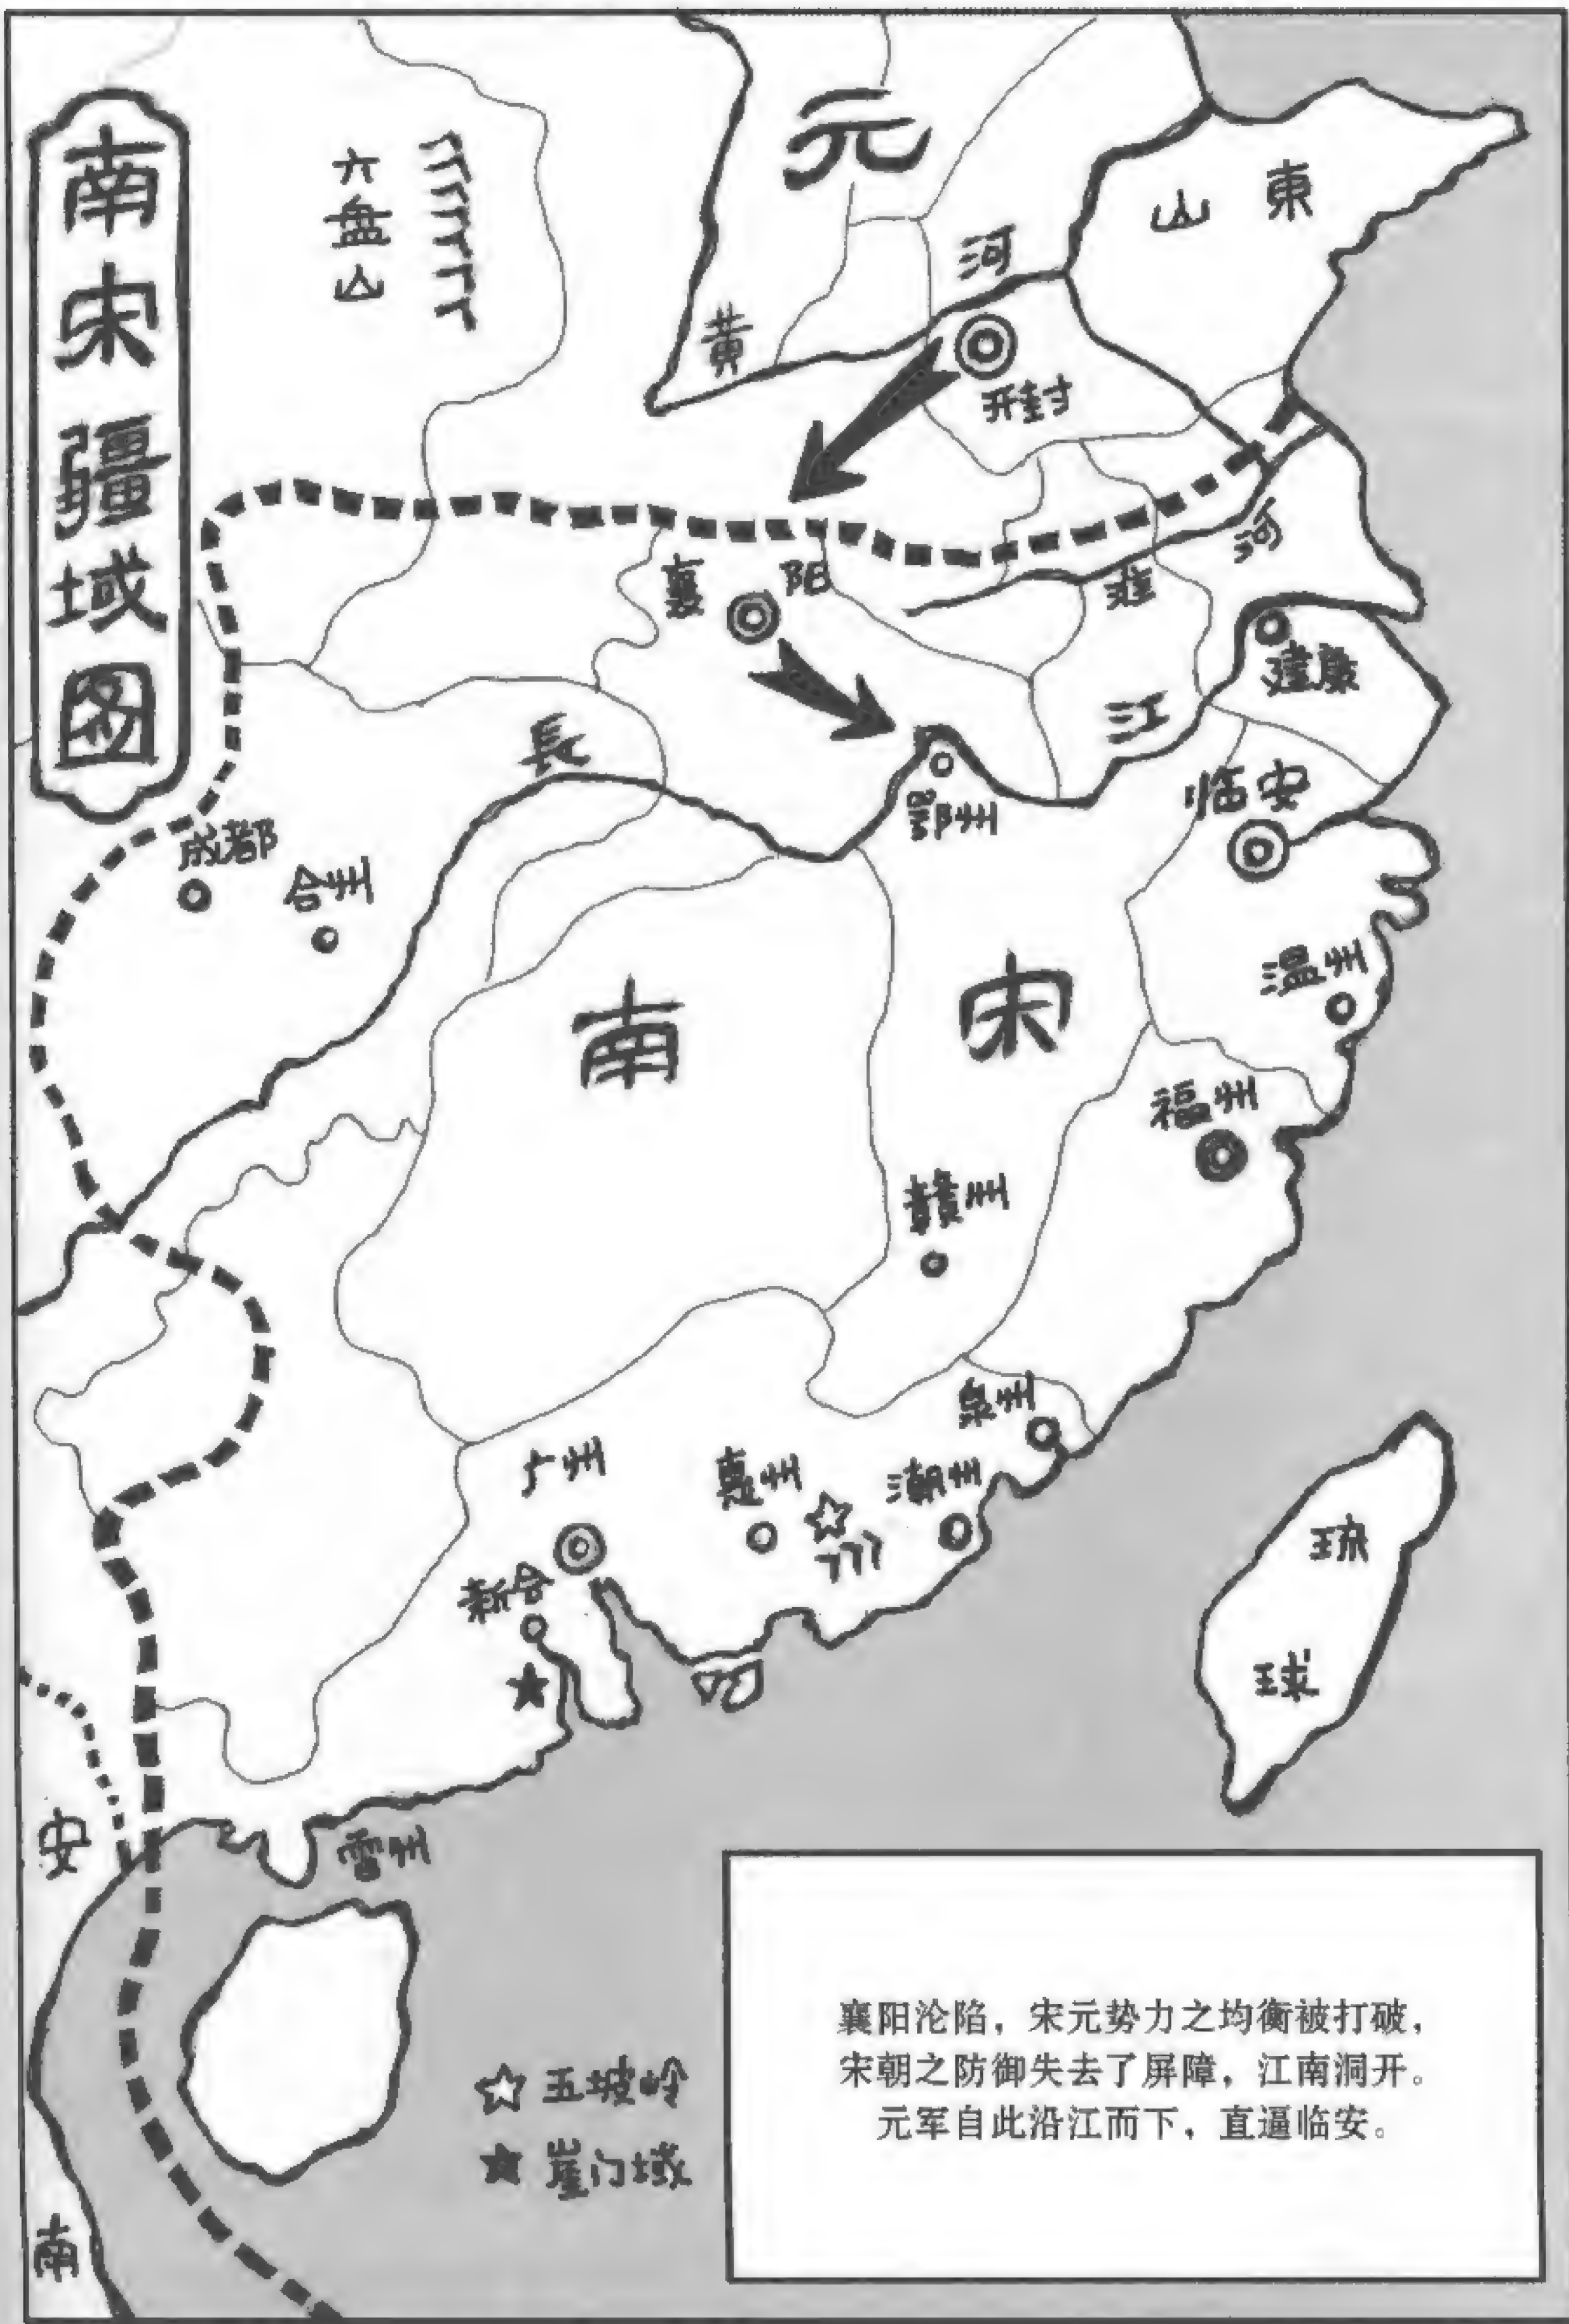 南宋疆域图
六盘山
元
山東
黄河
开封
襄阳
淮河
建康
長江
鄂州
临安
成都
合州
温州
南宋
福州
赣州
泉州
广州
惠州
潮州
新会
琉球
雷州
安南
五坡岭
崖门域
襄阳沦陷，宋元势力之均衡被打破，
宋朝之防御失去了屏障，江南洞开。
元军自此沿江而下，直逼临安。